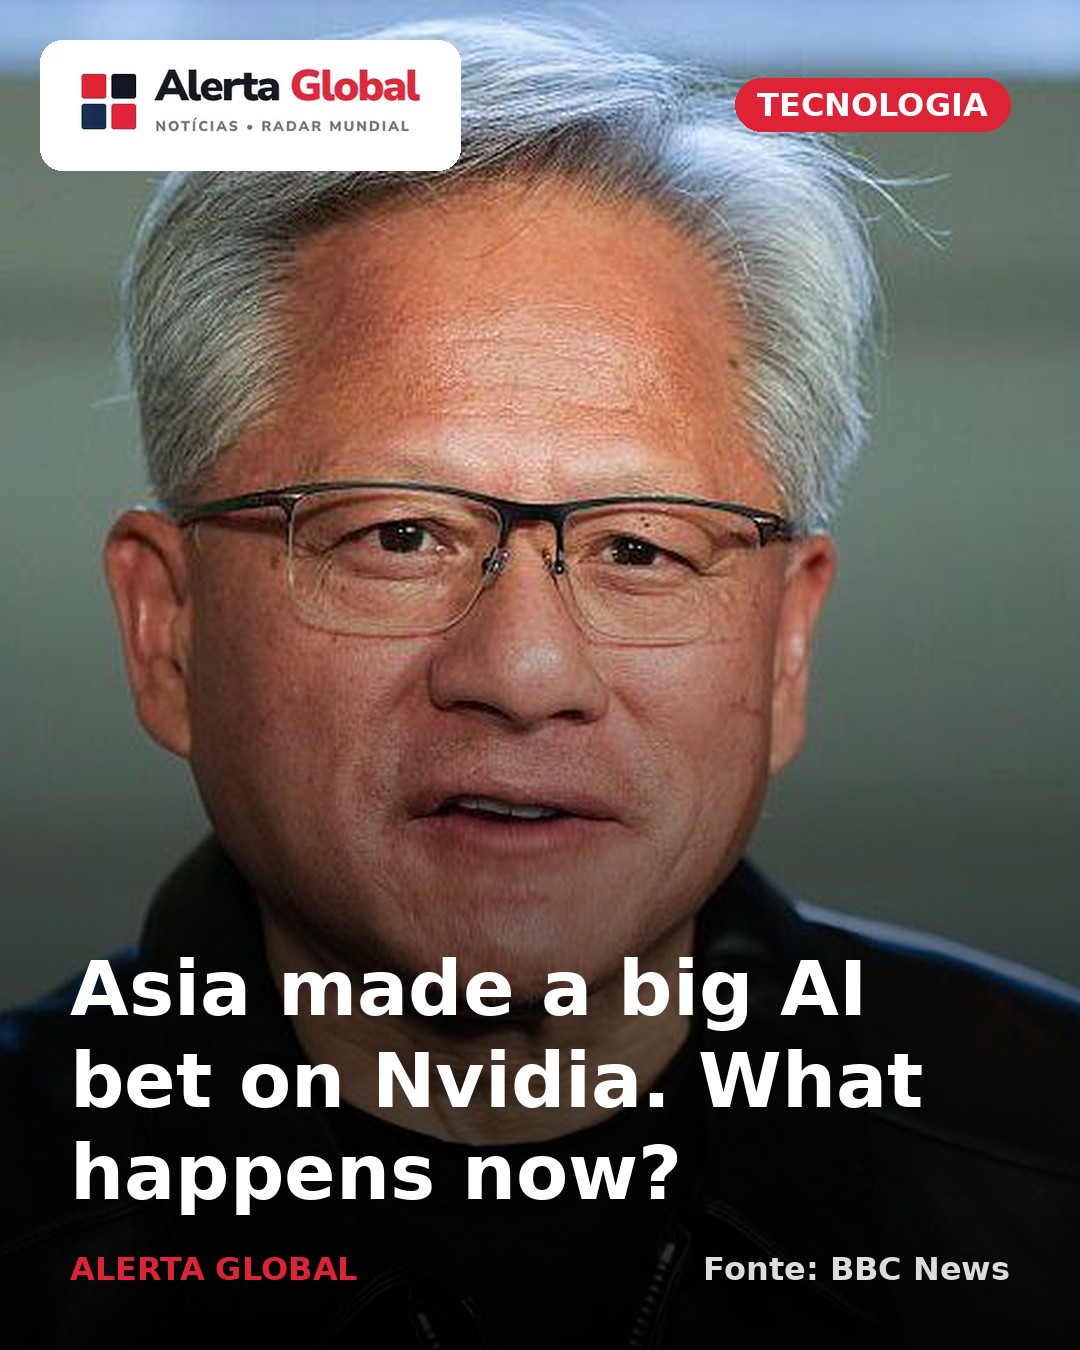 Alerta Global
NOTÍCIAS • RADAR MUNDIAL
TECNOLOGIA
Asia made a big AI
bet on Nvidia. What
happens now?
ALERTA GLOBAL
Fonte: BBC News